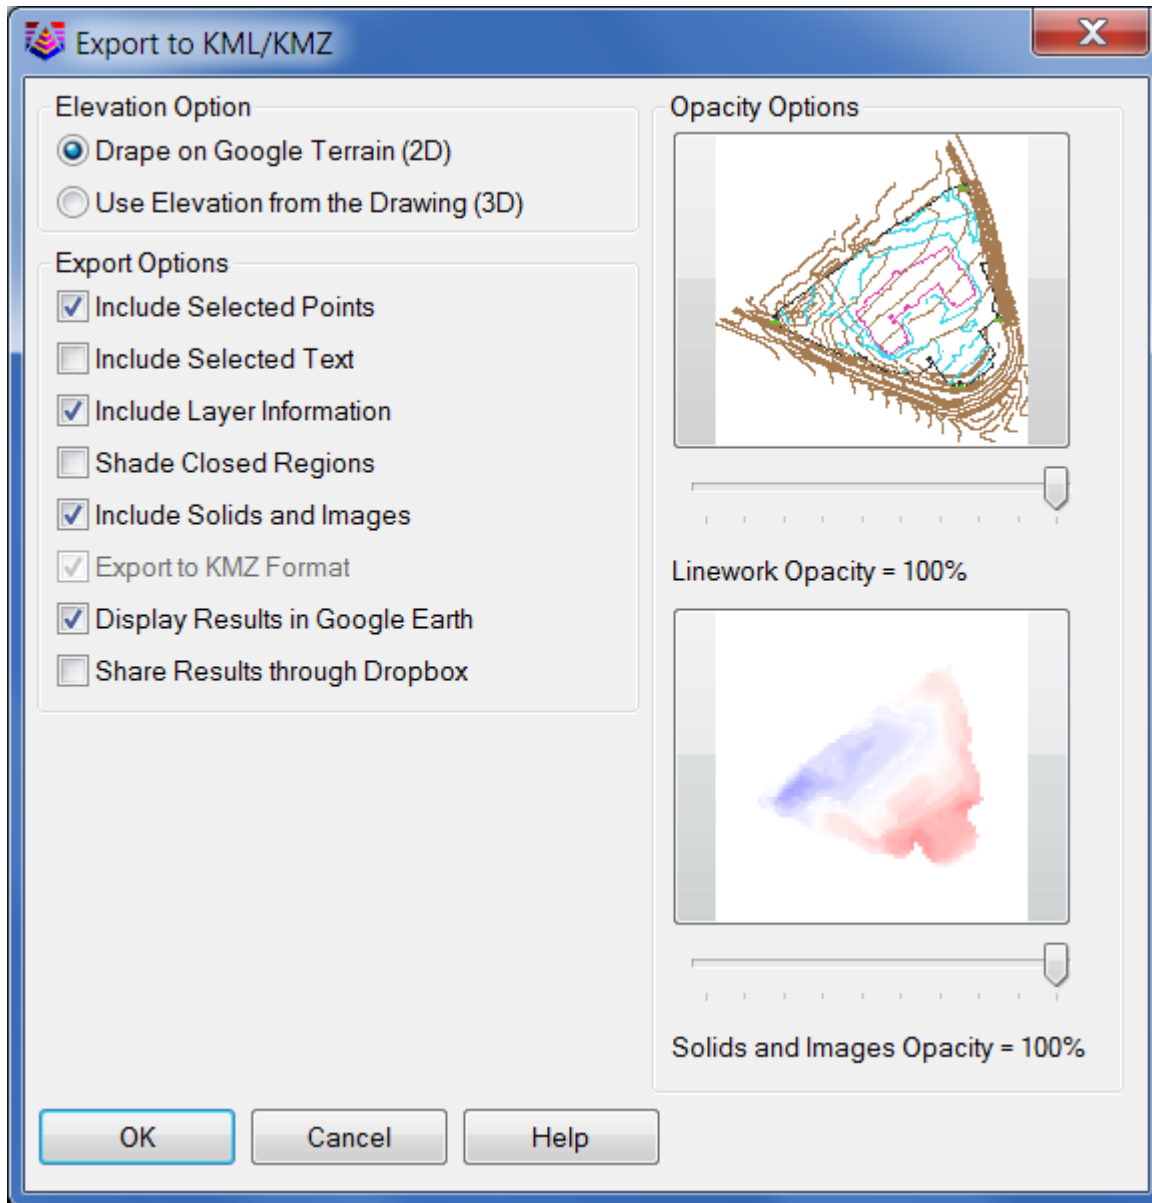 Export to KML/KMZ
Elevation Option
Drape on Google Terrain (2D)
Use Elevation from the Drawing (3D)
Export Options
Include Selected Points
Include Selected Text
Include Layer Information
Shade Closed Regions
Include Solids and Images
Export to KMZ Format
Display Results in Google Earth
Share Results through Dropbox
Opacity Options
Linework Opacity = 100%
Solids and Images Opacity = 100%
OK Cancel Help